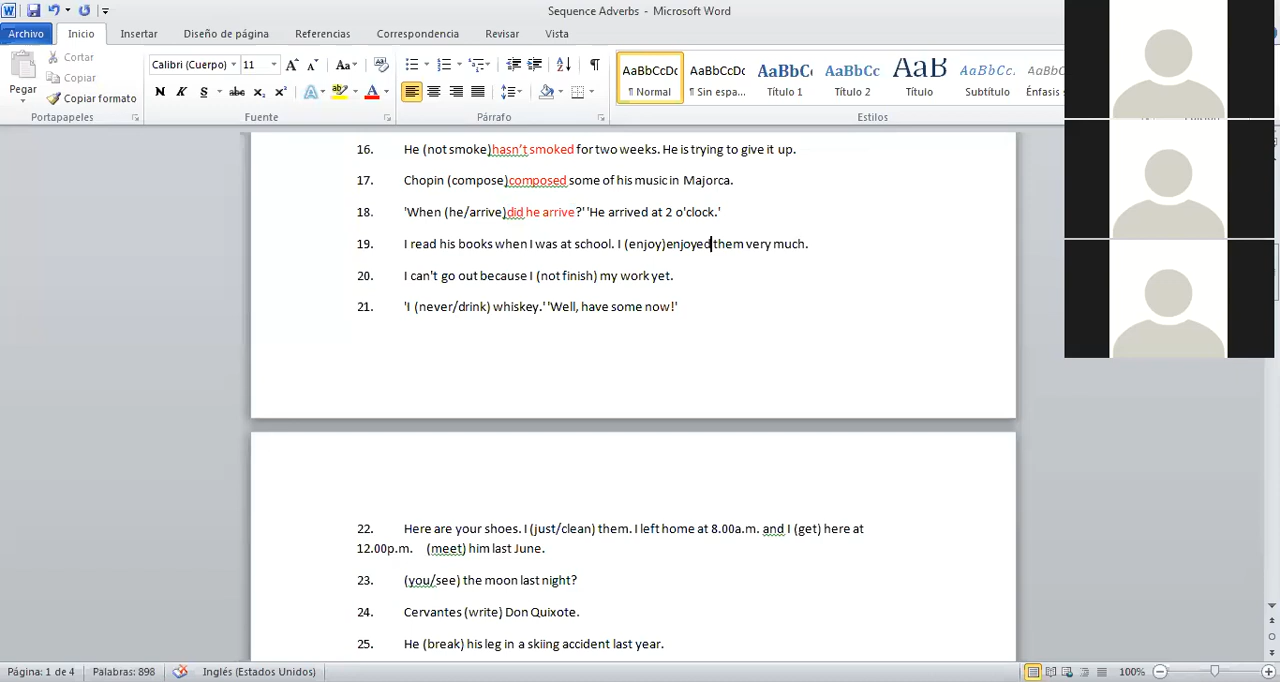 Sequence Adverbs - Microsoft Word
Archivo Inicio Insertar Diseño de página Referencias Correspondencia Revisar Vista
Cortar
Copiar
Copiar formato
Pegar
Portapapeles
Calibri (Cuerpo) 11
Aa
N K S abc x₂ x² A ab A
Fuente
Párrafo
AaBbCcDc AaBbCcDc AaBbC AaBbCc AaB AaBbCc. AaBbC
¶ Normal ¶ Sin espa... Título 1 Título 2 Título Subtítulo Énfasis
Estilos
16. He (not smoke)hasn't smoked for two weeks. He is trying to give it up.
17. Chopin (compose)composed some of his music in Majorca.
18. 'When (he/arrive)did he arrive?' 'He arrived at 2 o'clock.'
19. I read his books when I was at school. I (enjoy)enjoyed them very much.
20. I can't go out because I (not finish) my work yet.
21. 'I (never/drink) whiskey.' 'Well, have some now!'
22. Here are your shoes. I (just/clean) them. I left home at 8.00a.m. and I (get) here at
12.00p.m. (meet) him last June.
23. (you/see) the moon last night?
24. Cervantes (write) Don Quixote.
25. He (break) his leg in a skiing accident last year.
Página: 1 de 4 Palabras: 898 Inglés (Estados Unidos) 100%